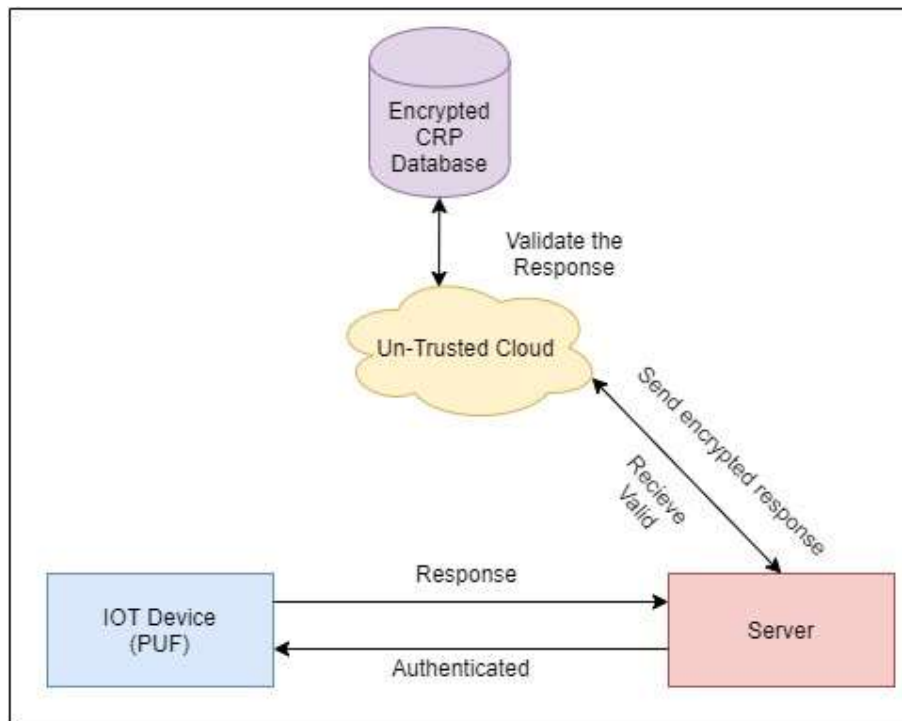 Encrypted
CRP
Database
Validate the
Response
Un-Trusted Cloud
Send encrypted response
Recieve
Valid
Response
IOT Device
(PUF)
Server
Authenticated